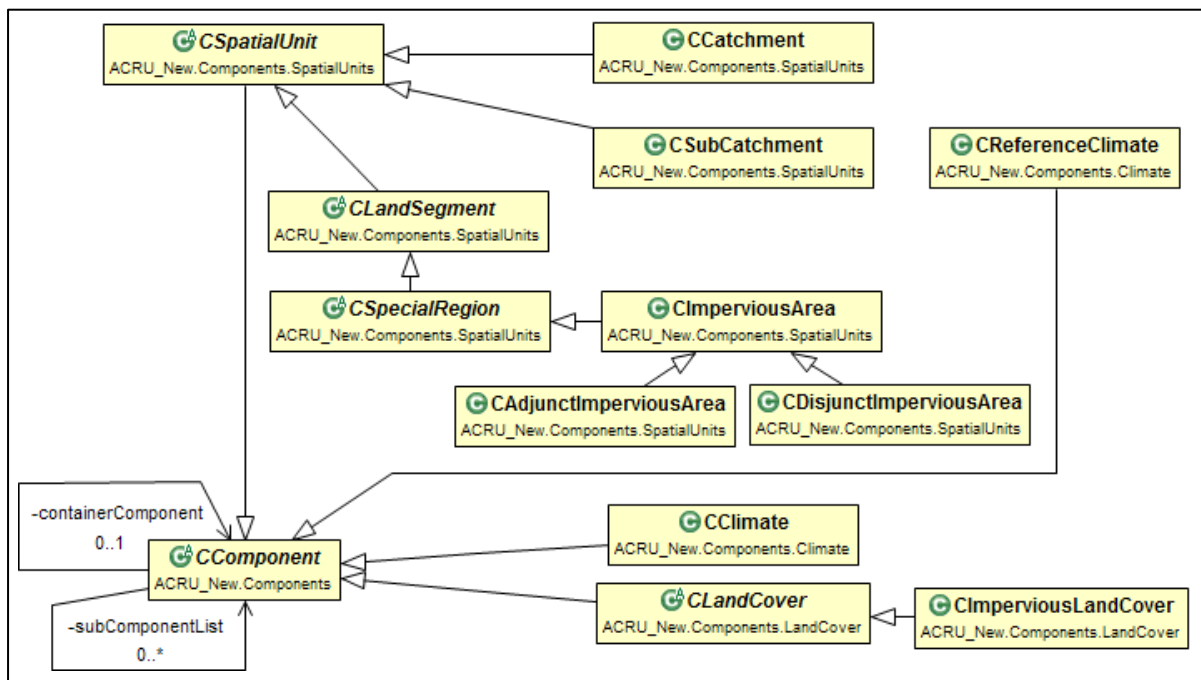 CSpatialUnit
ACRU_New.Components.SpatialUnits
CCatchment
ACRU_New.Components.SpatialUnits
CSubCatchment
ACRU_New.Components.SpatialUnits
CReferenceClimate
ACRU_New.Components.Climate
CLandSegment
ACRU_New.Components.SpatialUnits
CSpecialRegion
ACRU_New.Components.SpatialUnits
CImperviousArea
ACRU_New.Components.SpatialUnits
CAdjunctImperviousArea
ACRU_New.Components.SpatialUnits
CDisjunctImperviousArea
ACRU_New.Components.SpatialUnits
-containerComponent
0..1
CComponent
ACRU_New.Components
CClimate
ACRU_New.Components.Climate
-subComponentList
0..*
CLandCover
ACRU_New.Components.LandCover
CImperviousLandCover
ACRU_New.Components.LandCover